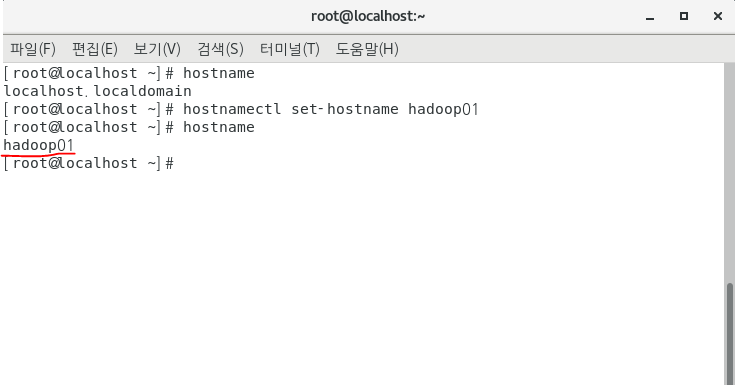 root@localhost:~
파일(F) 편집(E) 보기(V) 검색(S) 터미널(T) 도움말(H)
[root@localhost ~]# hostname
localhost.localdomain
[root@localhost ~]# hostnamectl set-hostname hadoop01
[root@localhost ~]# hostname
hadoop01
[root@localhost ~]#